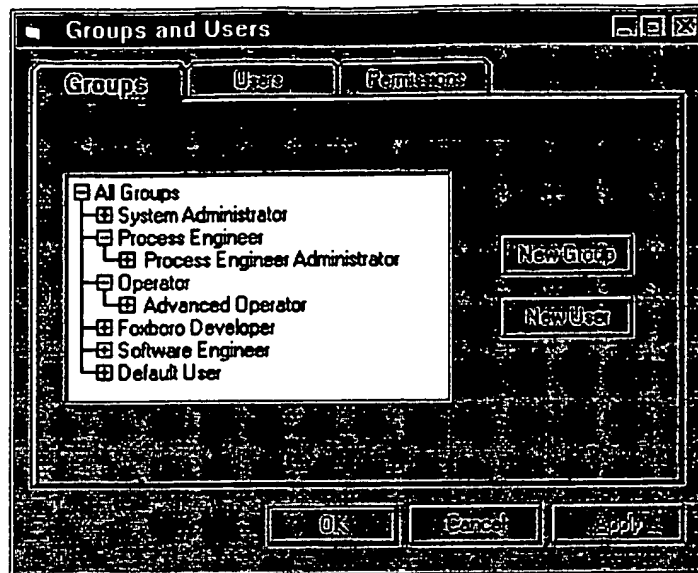 Groups and Users
Groups Users Permissions
All Groups
System Administrator
Process Engineer
Process Engineer Administrator
Operator
Advanced Operator
Foxboro Developer
Software Engineer
Default User
New Group
New User
OK Cancel Apply